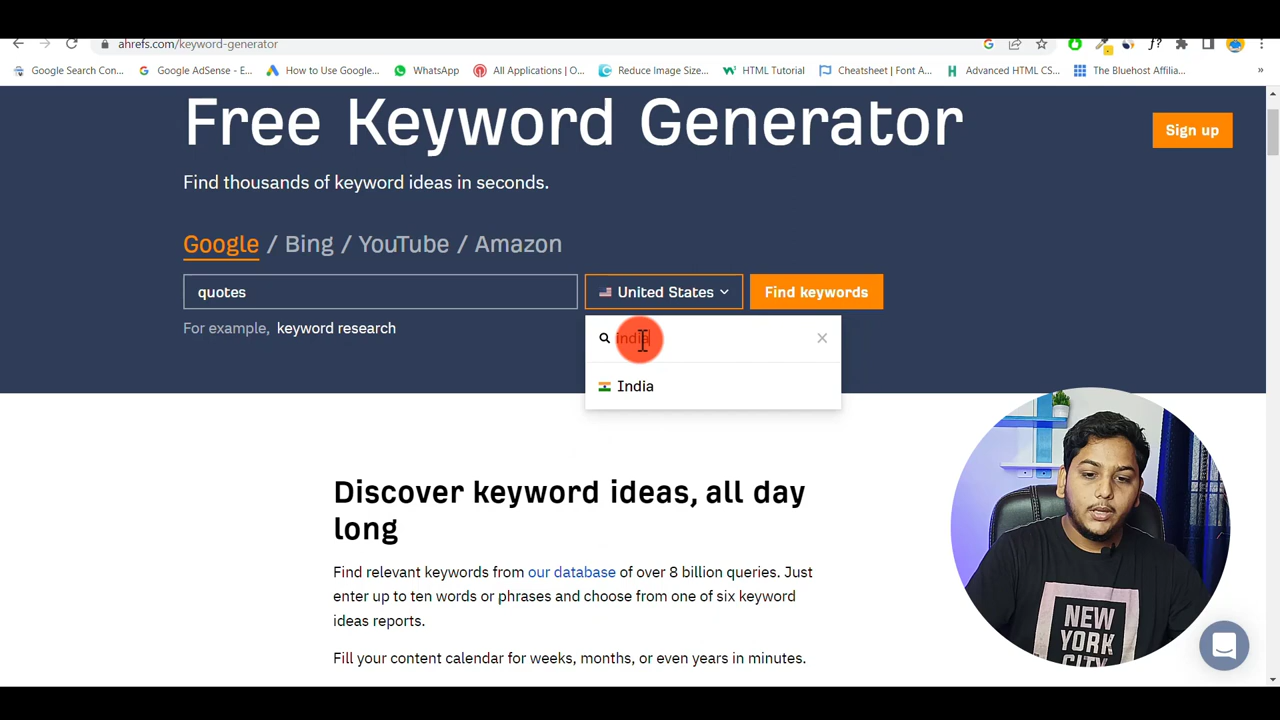 ahrefs.com/keyword-generator
Google Search Con... Google AdSense - E... How to Use Google... WhatsApp All Applications | O... Reduce Image Size... HTML Tutorial Cheatsheet | Font A... Advanced HTML CS... The Bluehost Affilia... »
Free Keyword Generator
Sign up
Find thousands of keyword ideas in seconds.
Google / Bing / YouTube / Amazon
quotes United States Find keywords
For example, keyword research
india
India
Discover keyword ideas, all day
long
Find relevant keywords from our database of over 8 billion queries. Just
enter up to ten words or phrases and choose from one of six keyword
ideas reports.
Fill your content calendar for weeks, months, or even years in minutes.
NEW
YORK
CITY